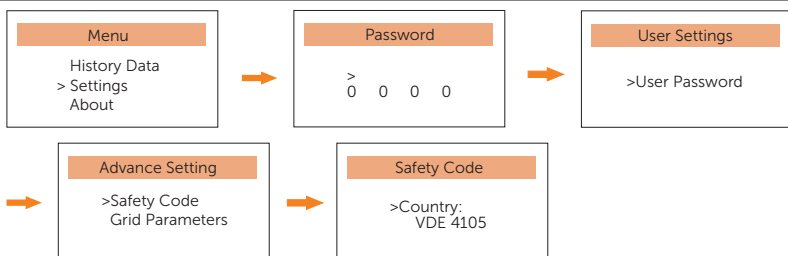 Menu
History Data
> Settings
About
Password
>
0 0 0 0
User Settings
>User Password
Advance Setting
>Safety Code
Grid Parameters
Safety Code
>Country:
VDE 4105